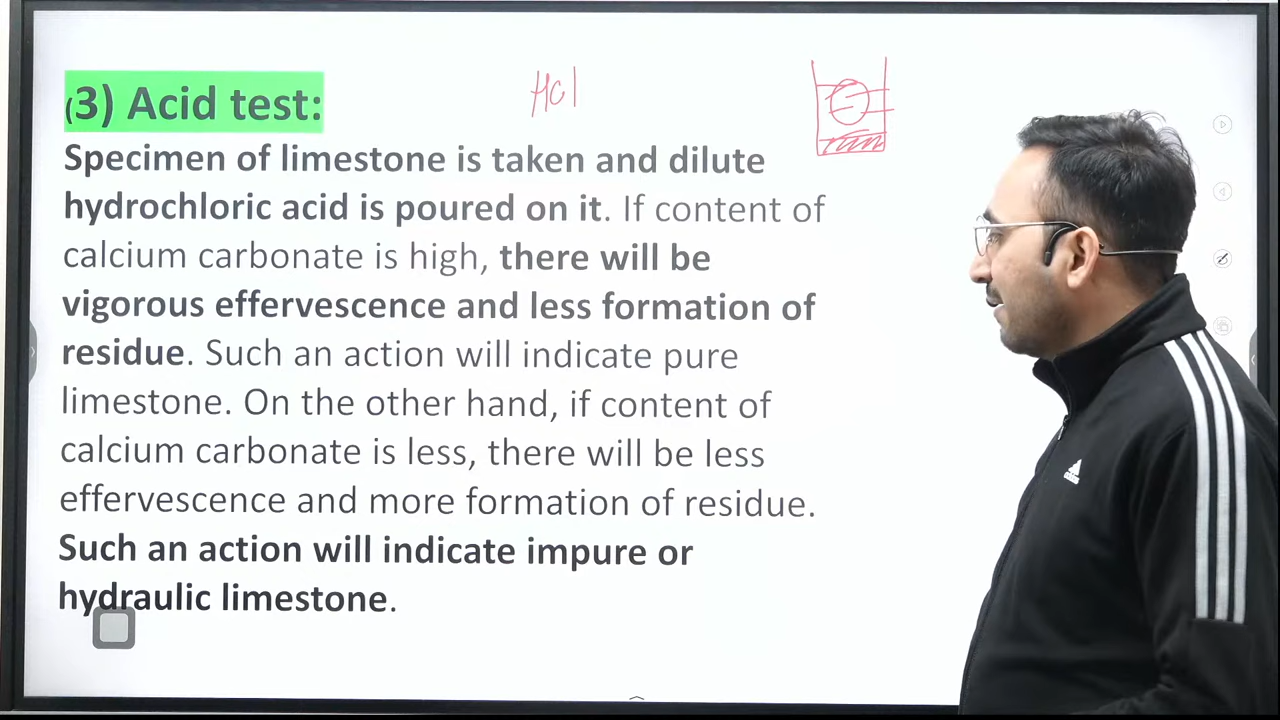 (3) Acid test:
HCl
Specimen of limestone is taken and dilute
hydrochloric acid is poured on it. If content of
calcium carbonate is high, there will be
vigorous effervescence and less formation of
residue. Such an action will indicate pure
limestone. On the other hand, if content of
calcium carbonate is less, there will be less
effervescence and more formation of residue.
Such an action will indicate impure or
hydraulic limestone.